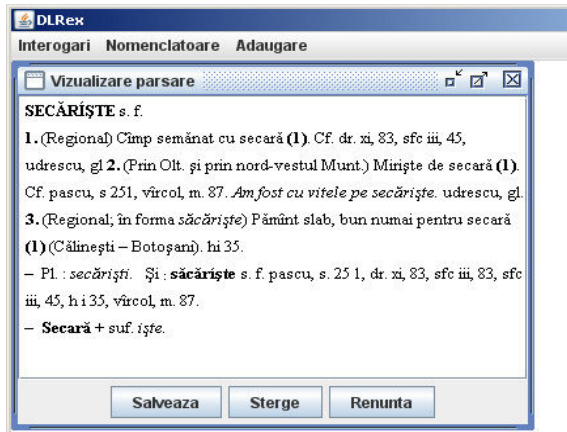 DLRex
Interogari Nomenclatoare Adaugare
Vizualizare parsare
SECĂRÍȘTE s. f.
1. (Regional) Cîmp semănat cu secară (1). Cf. dr. xi, 83, sfc iii, 45,
udrescu, gl 2. (Prin Olt. și prin nord-vestul Munt.) Miriște de secară (1).
Cf. pascu, s 251, vîrcol, m. 87. Am fost cu vitele pe secăriște. udrescu, gl.
3. (Regional; în forma săcăriște) Pămînt slab, bun numai pentru secară
(1) (Călinești – Botoșani). hi 35.
– Pl. : secăriști. Și : săcăríște s. f. pascu, s. 25 1, dr. xi, 83, sfc iii, 83, sfc
iii, 45, h i 35, vîrcol, m. 87.
– Secară + suf. iște.
Salveaza Sterge Renunta